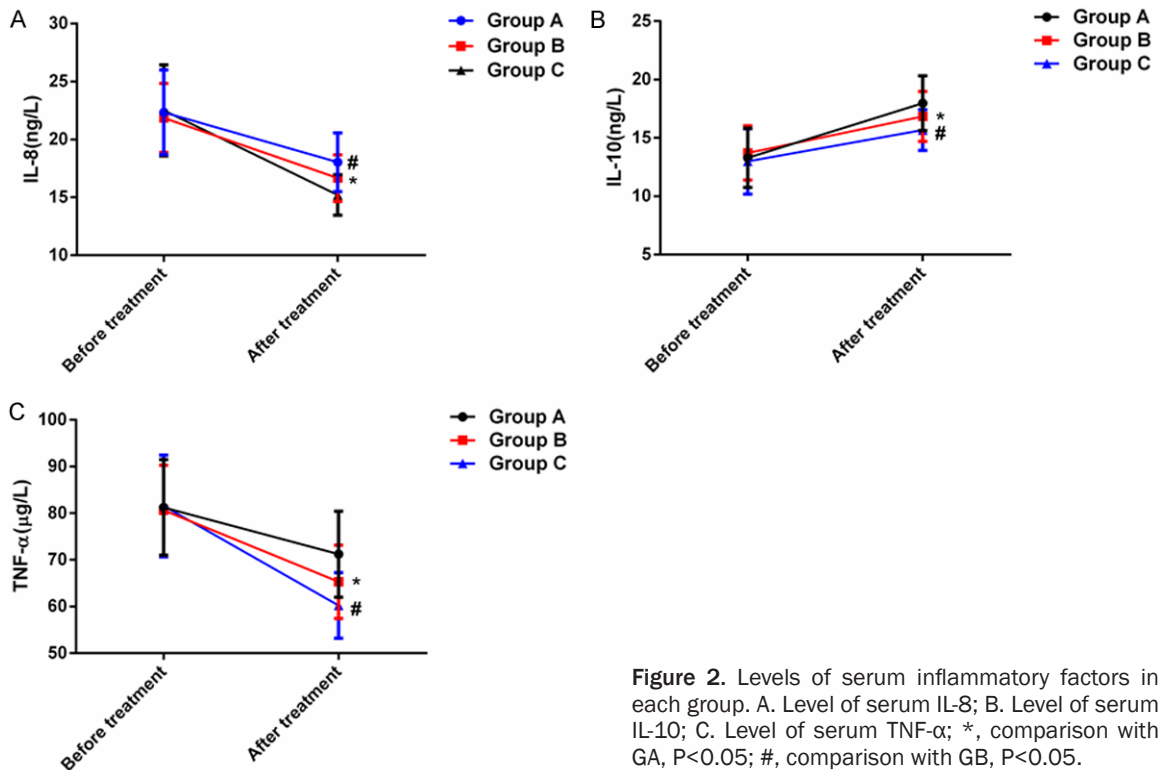 A
30
25
20
15
10
IL-8(ng/L)
Before treatment
After treatment
#
*
Group A
Group B
Group C
B
25
20
15
10
5
IL-10(ng/L)
Before treatment
After treatment
*
#
Group A
Group B
Group C
C
100
90
80
70
60
50
TNF-α(μg/L)
Before treatment
After treatment
*
#
Group A
Group B
Group C
Figure 2. Levels of serum inflammatory factors in
each group. A. Level of serum IL-8; B. Level of serum
IL-10; C. Level of serum TNF-α; *, comparison with
GA, P<0.05; #, comparison with GB, P<0.05.